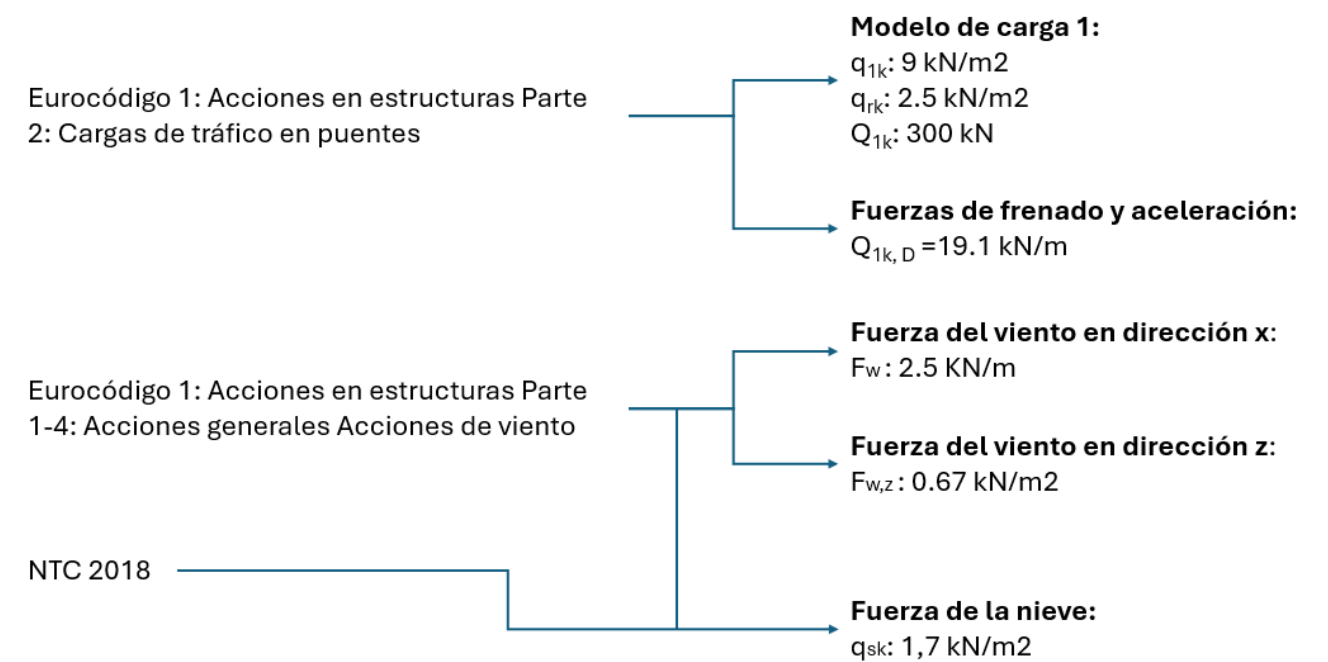 Modelo de carga 1:
q1k: 9 kN/m2
qrk: 2.5 kN/m2
Q1k: 300 kN
Eurocódigo 1: Acciones en estructuras Parte
2: Cargas de tráfico en puentes
Fuerzas de frenado y aceleración:
Q1k, D =19.1 kN/m
Fuerza del viento en dirección x:
Fw : 2.5 KN/m
Eurocódigo 1: Acciones en estructuras Parte
1-4: Acciones generales Acciones de viento
Fuerza del viento en dirección z:
Fw,z : 0.67 kN/m2
NTC 2018
Fuerza de la nieve:
qsk: 1,7 kN/m2